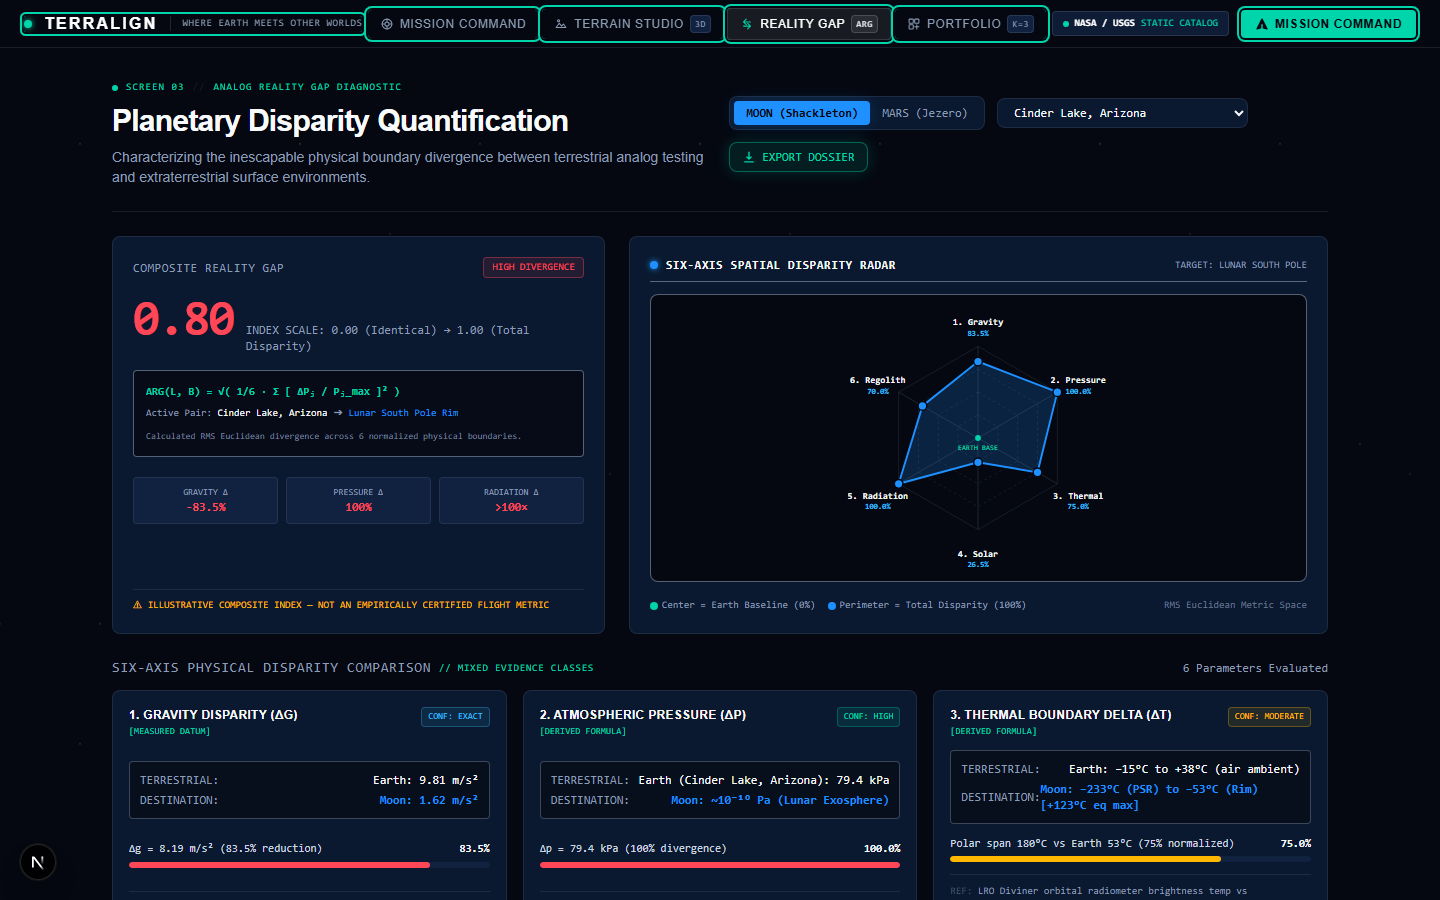 TERRALIGN
WHERE EARTH MEETS OTHER WORLDS
MISSION COMMAND
TERRAIN STUDIO 3D
REALITY GAP ARG
PORTFOLIO K=3
NASA / USGS STATIC CATALOG
MISSION COMMAND
SCREEN 03 // ANALOG REALITY GAP DIAGNOSTIC
Planetary Disparity Quantification
Characterizing the inescapable physical boundary divergence between terrestrial analog testing
and extraterrestrial surface environments.
MOON (Shackleton)
MARS (Jezero)
Cinder Lake, Arizona
EXPORT DOSSIER
COMPOSITE REALITY GAP
HIGH DIVERGENCE
0.80
INDEX SCALE: 0.00 (Identical) → 1.00 (Total
Disparity)
ARG(L, B) = √( 1/6 · Σ [ ΔPⱼ / Pⱼ_max ]² )
Active Pair: Cinder Lake, Arizona → Lunar South Pole Rim
Calculated RMS Euclidean divergence across 6 normalized physical boundaries.
GRAVITY Δ
-83.5%
PRESSURE Δ
100%
RADIATION Δ
>100×
⚠ ILLUSTRATIVE COMPOSITE INDEX — NOT AN EMPIRICALLY CERTIFIED FLIGHT METRIC
SIX-AXIS SPATIAL DISPARITY RADAR
TARGET: LUNAR SOUTH POLE
1. Gravity
83.5%
2. Pressure
100.0%
3. Thermal
75.0%
4. Solar
26.5%
5. Radiation
100.0%
6. Regolith
70.0%
EARTH BASE
Center = Earth Baseline (0%)
Perimeter = Total Disparity (100%)
RMS Euclidean Metric Space
SIX-AXIS PHYSICAL DISPARITY COMPARISON // MIXED EVIDENCE CLASSES
6 Parameters Evaluated
1. GRAVITY DISPARITY (ΔG)
CONF: EXACT
[MEASURED DATUM]
TERRESTRIAL: Earth: 9.81 m/s²
DESTINATION: Moon: 1.62 m/s²
Δg = 8.19 m/s² (83.5% reduction) 83.5%
2. ATMOSPHERIC PRESSURE (ΔP)
CONF: HIGH
[DERIVED FORMULA]
TERRESTRIAL: Earth (Cinder Lake, Arizona): 79.4 kPa
DESTINATION: Moon: ~10⁻¹⁰ Pa (Lunar Exosphere)
Δp = 79.4 kPa (100% divergence) 100.0%
3. THERMAL BOUNDARY DELTA (ΔT)
CONF: MODERATE
[DERIVED FORMULA]
TERRESTRIAL: Earth: −15°C to +38°C (air ambient)
DESTINATION: Moon: −233°C (PSR) to −53°C (Rim)
[+123°C eq max]
Polar span 180°C vs Earth 53°C (75% normalized) 75.0%
REF: LRO Diviner orbital radiometer brightness temp vs
N